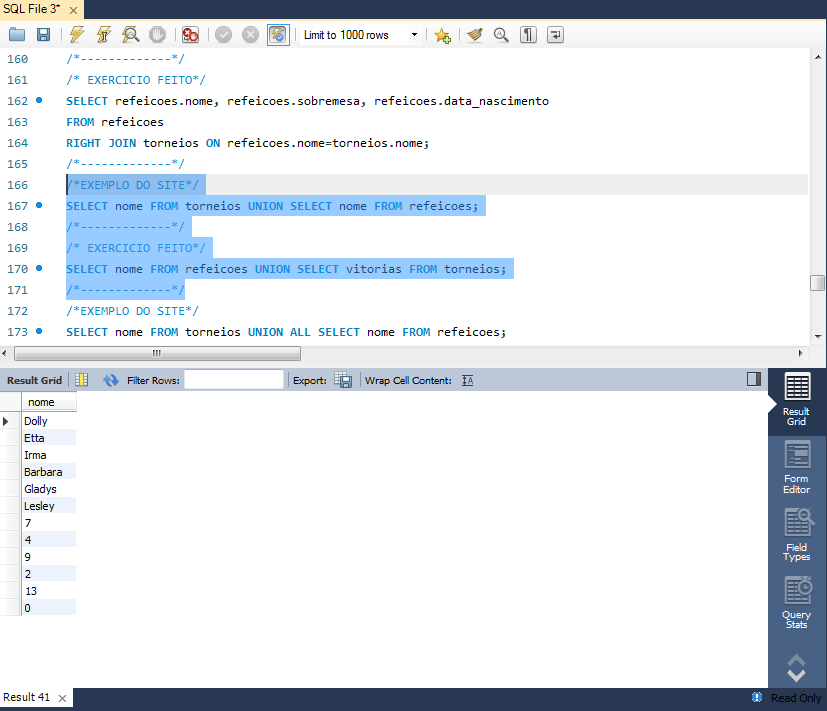 SQL File 3* ×
Limit to 1000 rows
160 /*-------------*/
161 /* EXERCICIO FEITO*/
162 SELECT refeicoes.nome, refeicoes.sobremesa, refeicoes.data_nascimento
163 FROM refeicoes
164 RIGHT JOIN torneios ON refeicoes.nome=torneios.nome;
165 /*-------------*/
166 /*EXEMPLO DO SITE*/
167 SELECT nome FROM torneios UNION SELECT nome FROM refeicoes;
168 /*-------------*/
169 /* EXERCICIO FEITO*/
170 SELECT nome FROM refeicoes UNION SELECT vitorias FROM torneios;
171 /*-------------*/
172 /*EXEMPLO DO SITE*/
173 SELECT nome FROM torneios UNION ALL SELECT nome FROM refeicoes;
Result Grid Filter Rows: Export: Wrap Cell Content: IA
nome
Dolly
Etta
Irma
Barbara
Gladys
Lesley
7
4
9
2
13
0
Result
Grid
Form
Editor
Field
Types
Query
Stats
Result 41 ×
Read Only